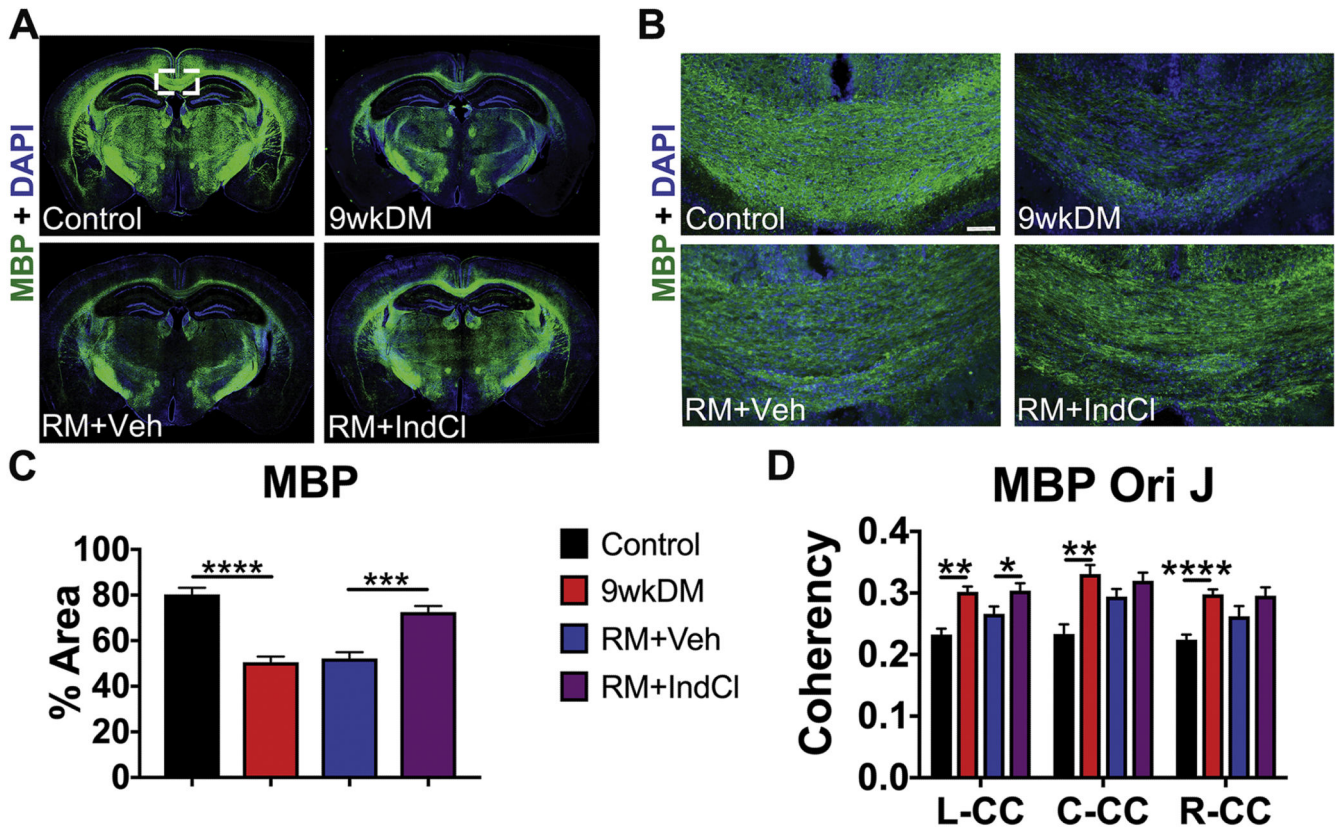 A
MBP + DAPI
Control
9wkDM
RM+Veh
RM+IndCl
B
MBP + DAPI
Control
9wkDM
RM+Veh
RM+IndCl
C
MBP
% Area
100
80
60
40
20
0
****
***
Control
9wkDM
RM+Veh
RM+IndCl
D
MBP Ori J
Coherency
0.4
0.3
0.2
0.1
0.0
**
*
**
****
L-CC
C-CC
R-CC